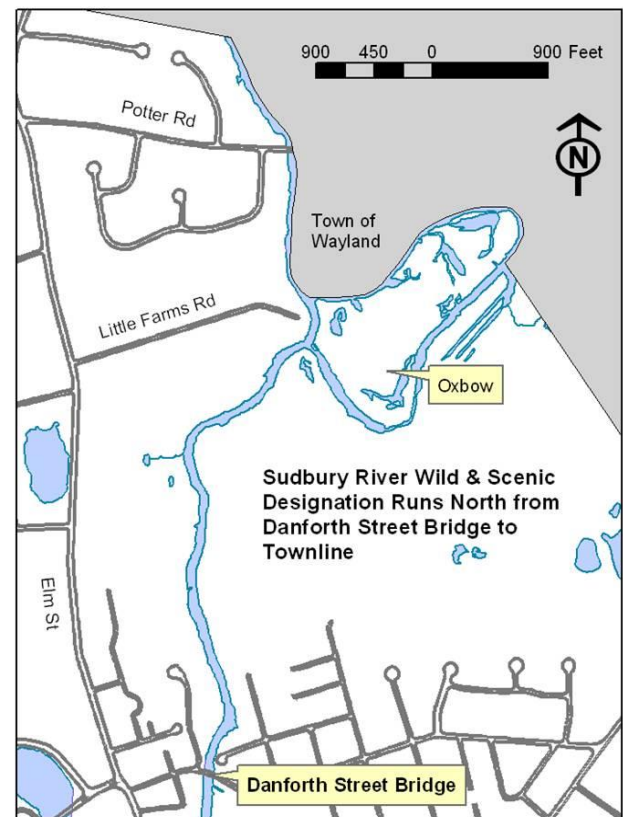 900 450 0 900 Feet
Potter Rd
N
Town of
Wayland
Little Farms Rd
Oxbow
Sudbury River Wild & Scenic
Designation Runs North from
Danforth Street Bridge to
Townline
Elm St
Danforth Street Bridge